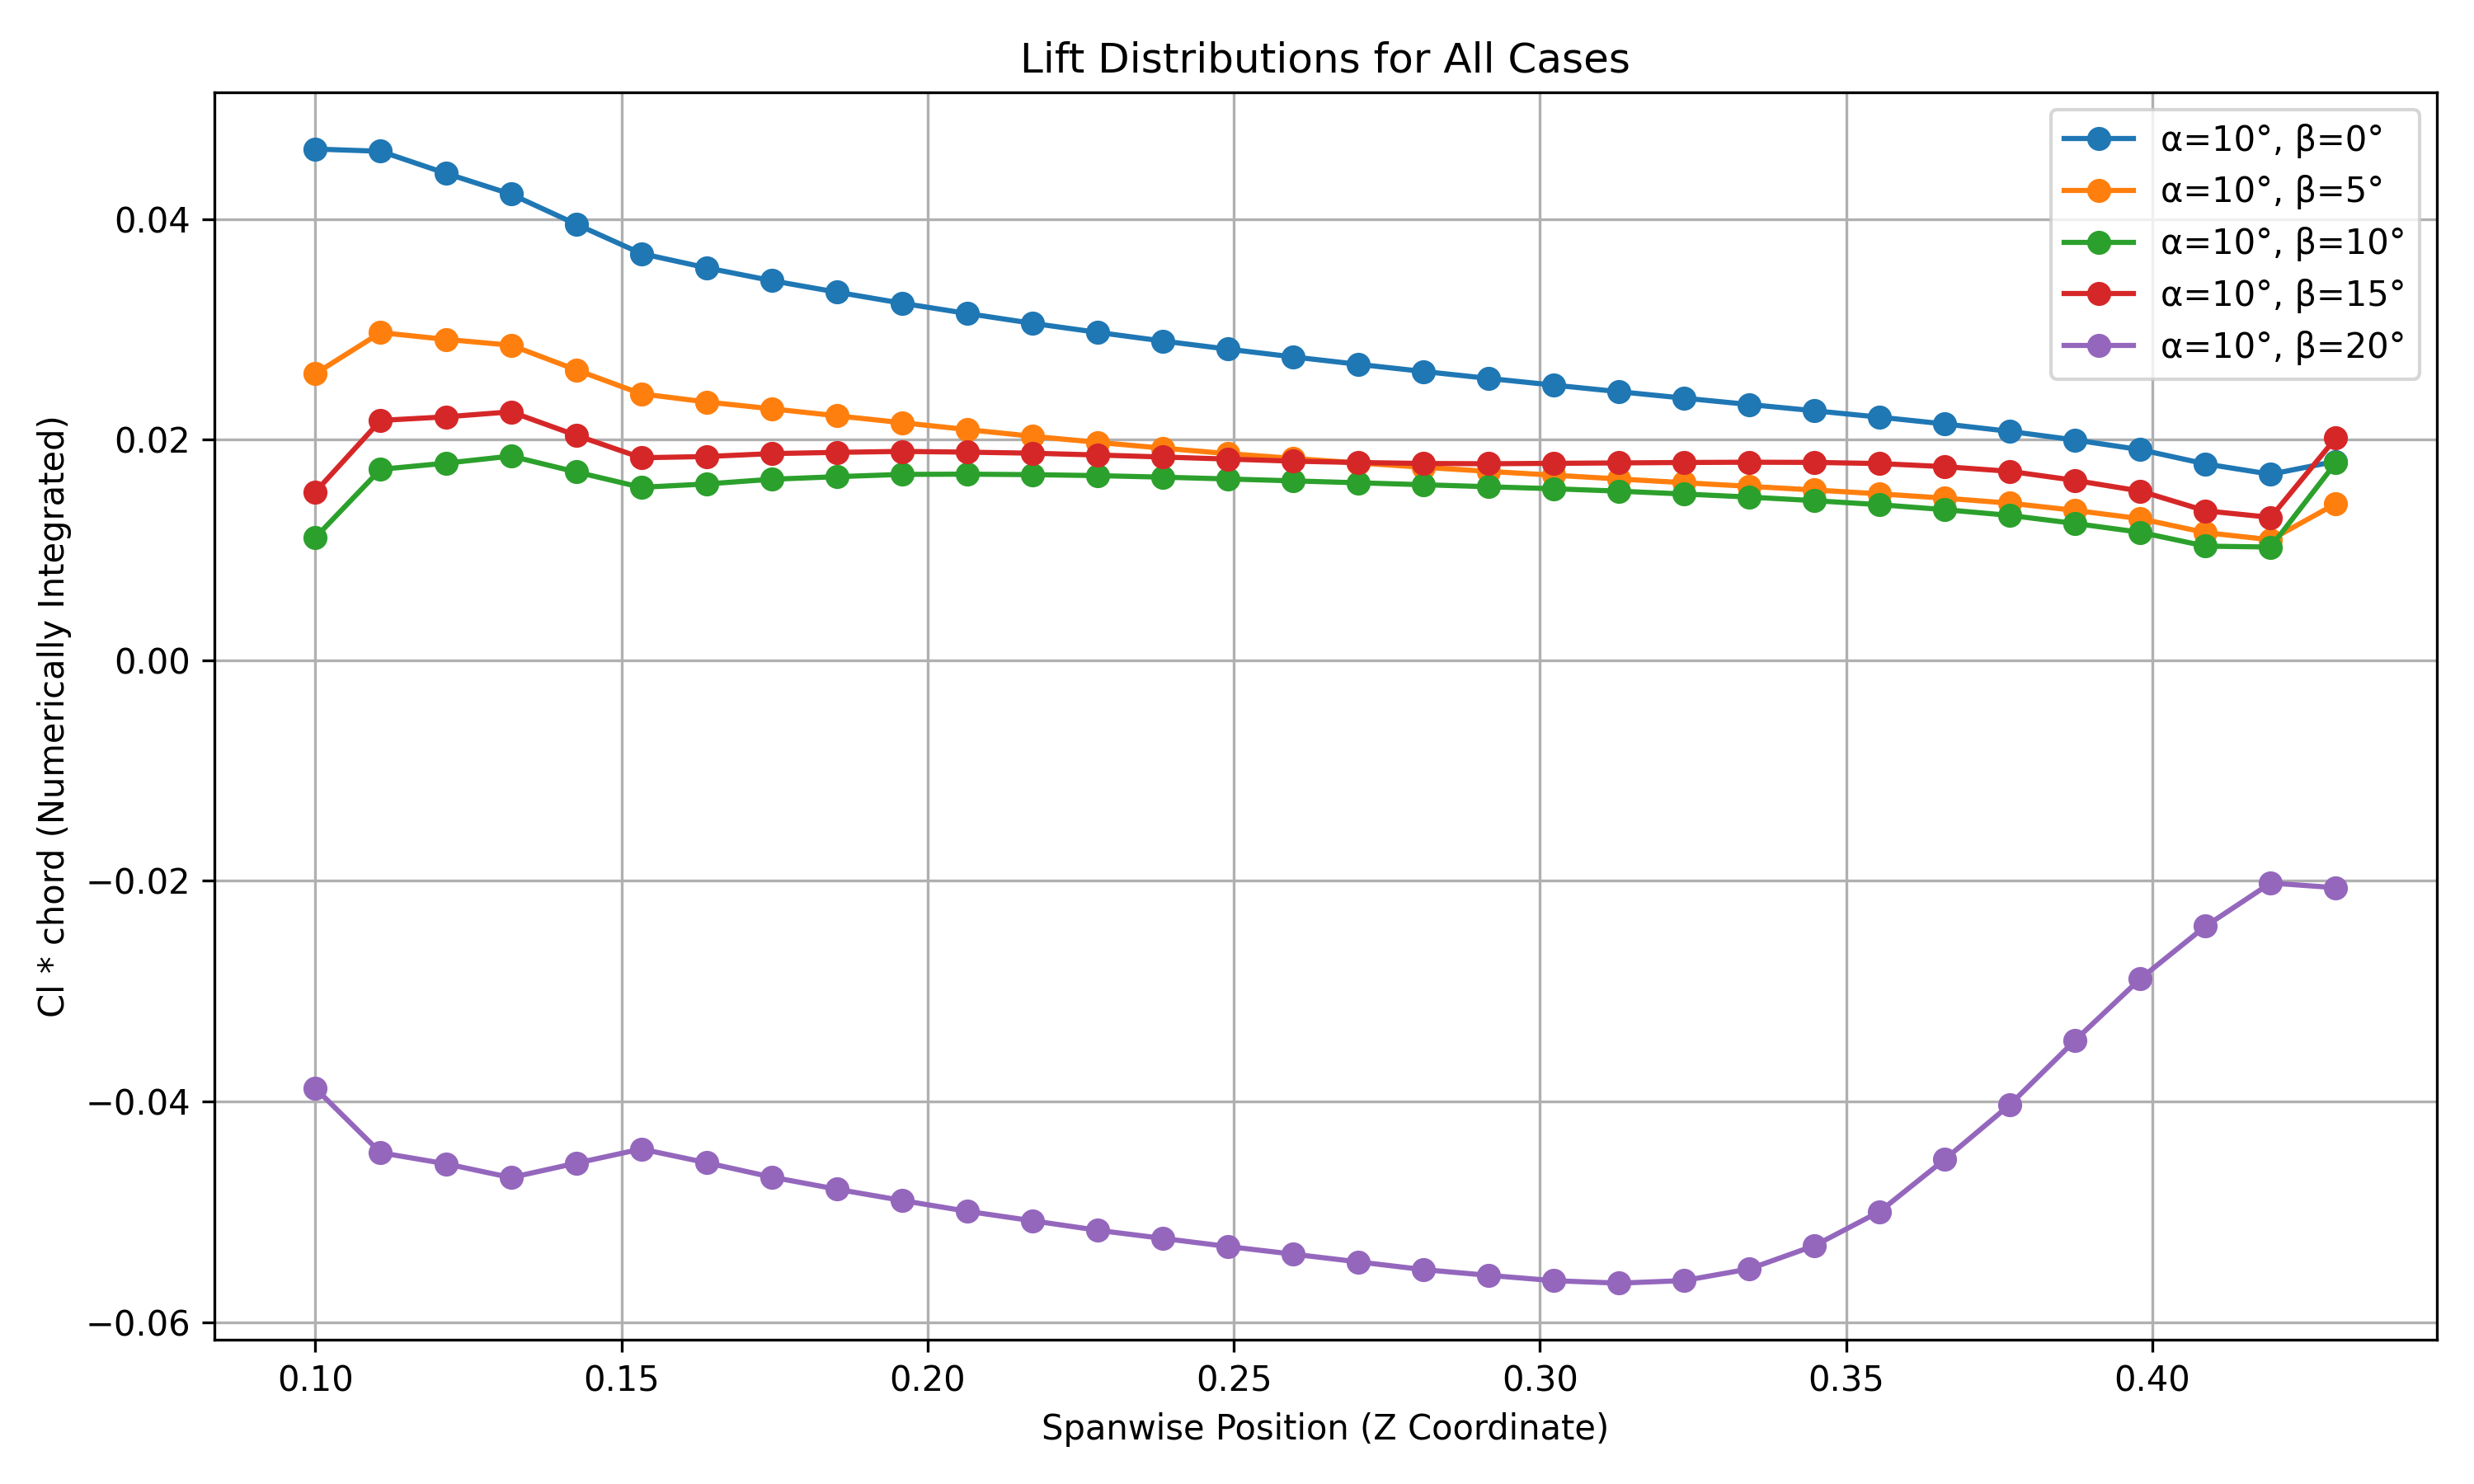 Lift Distributions for All Cases
α=10°, β=0°
α=10°, β=5°
α=10°, β=10°
α=10°, β=15°
α=10°, β=20°
Cl * chord (Numerically Integrated)
0.04
0.02
0.00
−0.02
−0.04
−0.06
0.10 0.15 0.20 0.25 0.30 0.35 0.40
Spanwise Position (Z Coordinate)